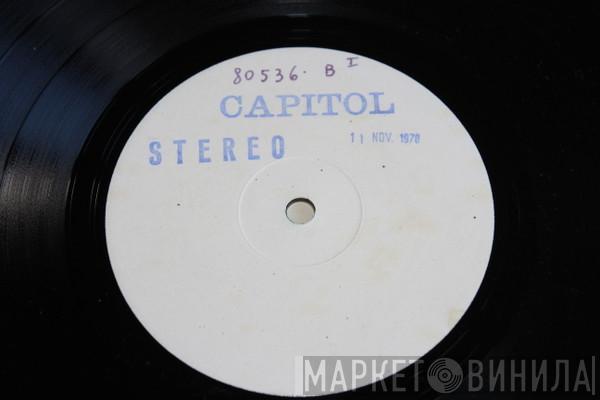 80536. B I
CAPITOL
STEREO
11 NOV. 1970
МАРКЕТ ВИНИЛА